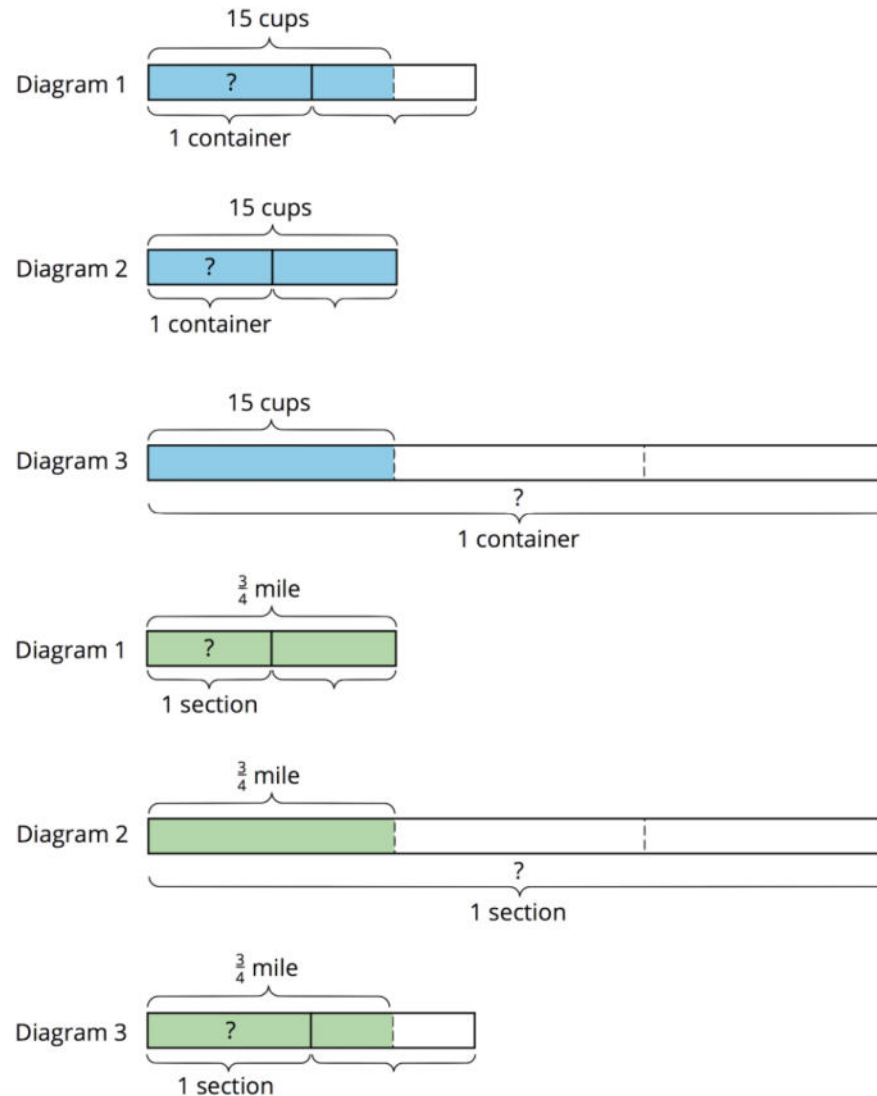 15 cups
Diagram 1
?
1 container
15 cups
Diagram 2
?
1 container
15 cups
Diagram 3
?
1 container
3/4 mile
Diagram 1
?
1 section
3/4 mile
Diagram 2
?
1 section
3/4 mile
Diagram 3
?
1 section